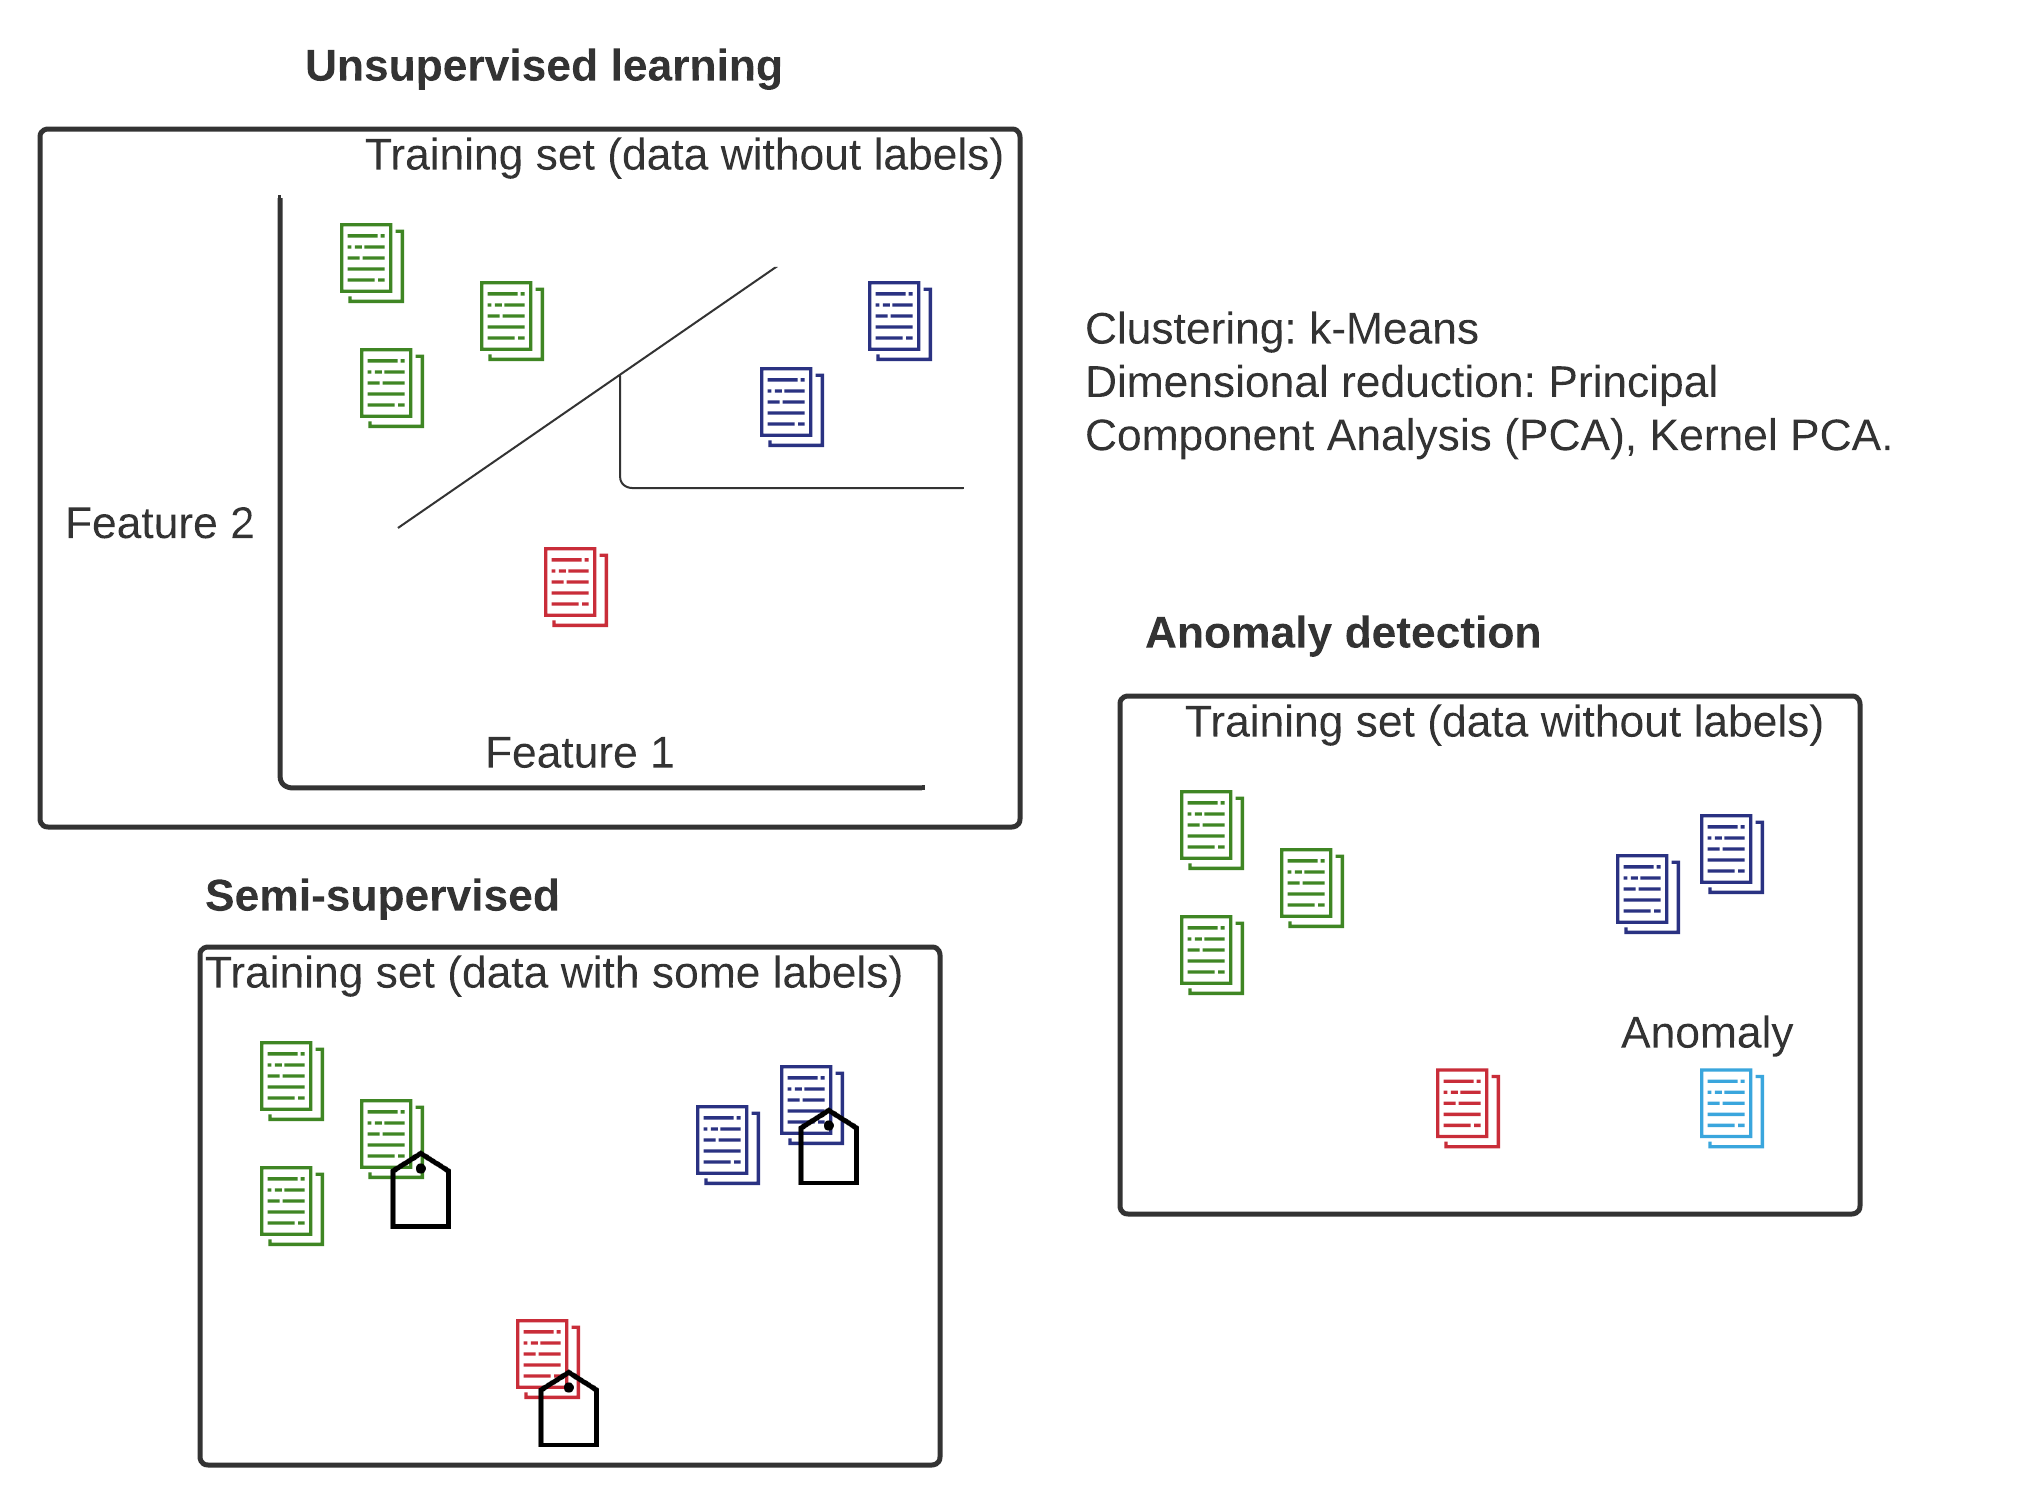 Unsupervised learning
Training set (data without labels)
Feature 2
Feature 1
Clustering: k-Means
Dimensional reduction: Principal
Component Analysis (PCA), Kernel PCA.
Anomaly detection
Training set (data without labels)
Anomaly
Semi-supervised
Training set (data with some labels)